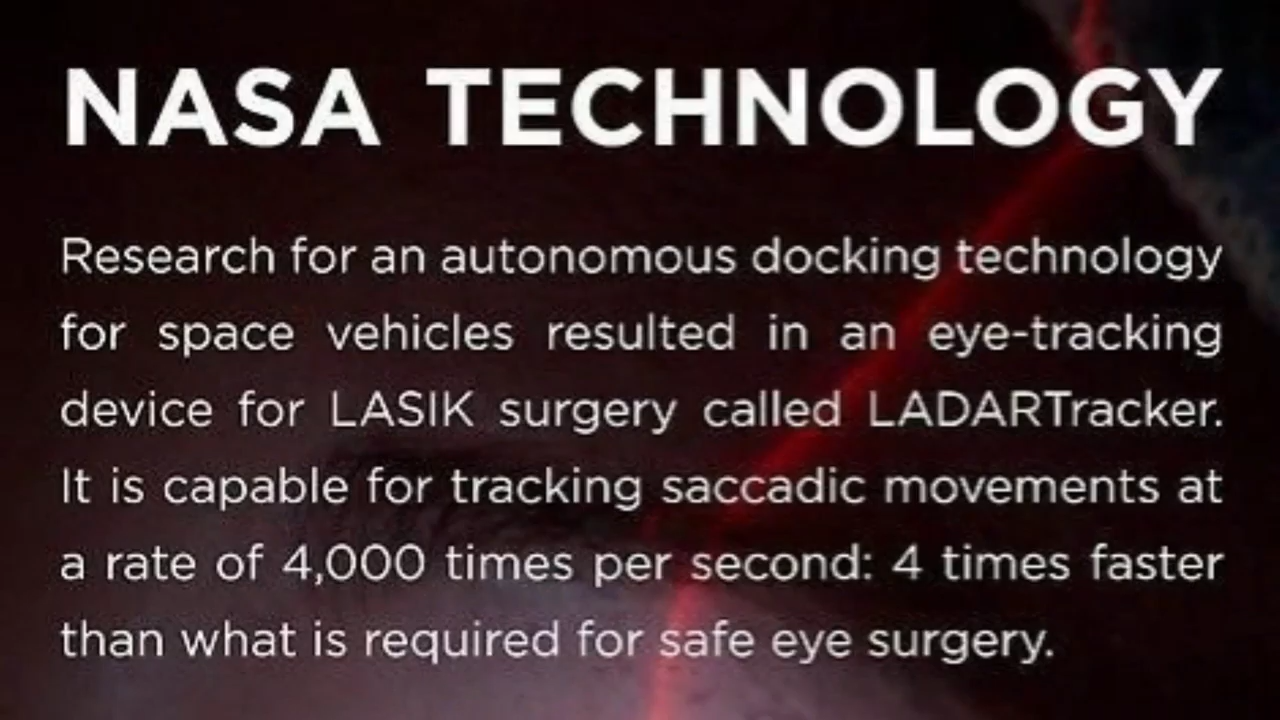 NASA TECHNOLOGY
Research for an autonomous docking technology
for space vehicles resulted in an eye-tracking
device for LASIK surgery called LADARTracker.
It is capable for tracking saccadic movements at
a rate of 4,000 times per second: 4 times faster
than what is required for safe eye surgery.